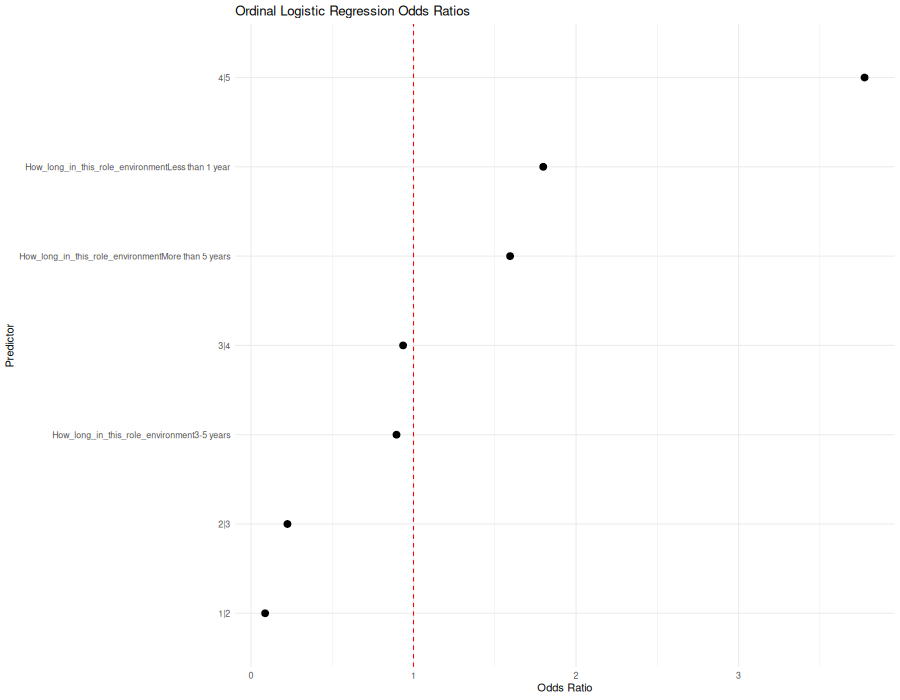 Ordinal Logistic Regression Odds Ratios
Predictor
4|5
How_long_in_this_role_environmentLess than 1 year
How_long_in_this_role_environmentMore than 5 years
3|4
How_long_in_this_role_environment3-5 years
2|3
1|2
0 1 2 3
Odds Ratio